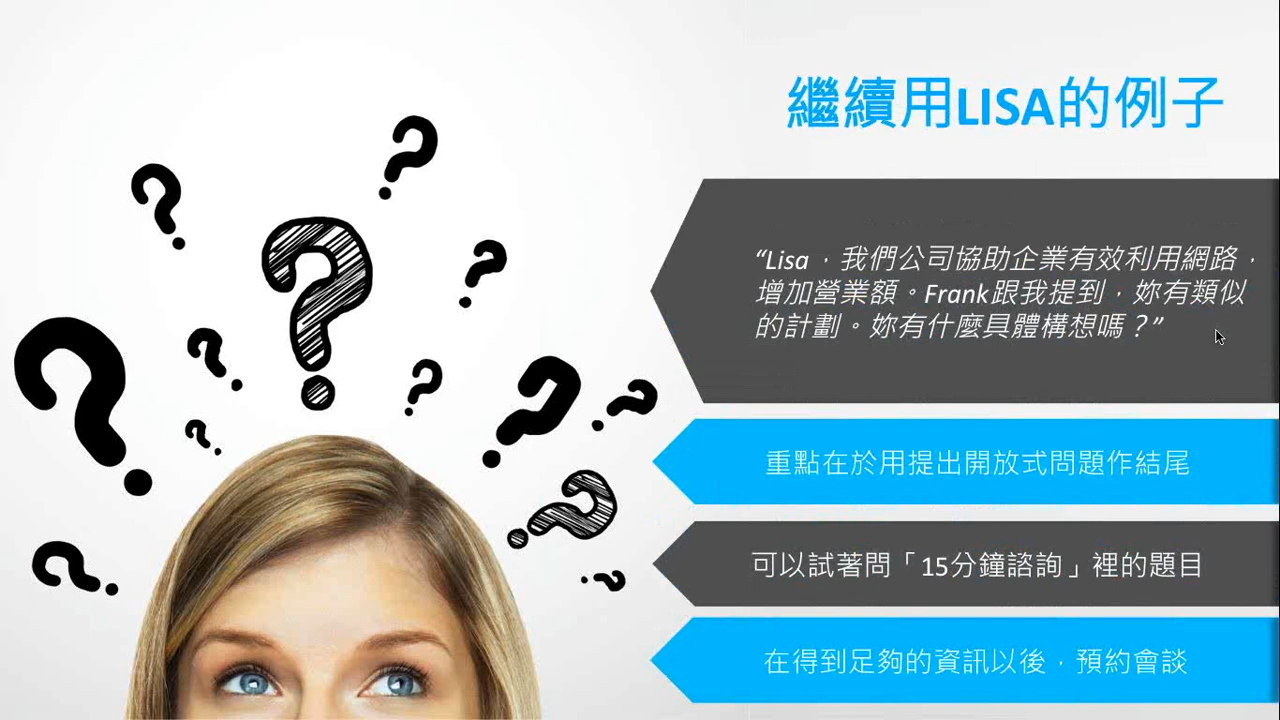 繼續用LISA的例子
“Lisa，我們公司協助企業有效利用網路，
增加營業額。Frank跟我提到，妳有類似
的計劃。妳有什麼具體構想嗎？”
重點在於用提出開放式問題作結尾
可以試著問「15分鐘諮詢」裡的題目
在得到足夠的資訊以後，預約會談